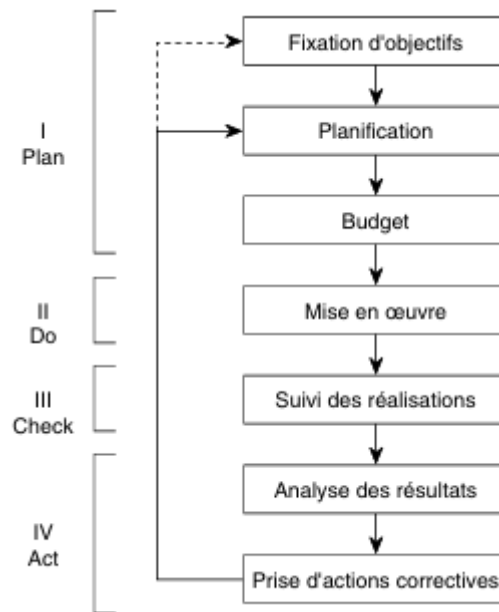 Fixation d'objectifs
I
Plan
Planification
Budget
II
Do
Mise en œuvre
III
Check
Suivi des réalisations
IV
Act
Analyse des résultats
Prise d'actions correctives